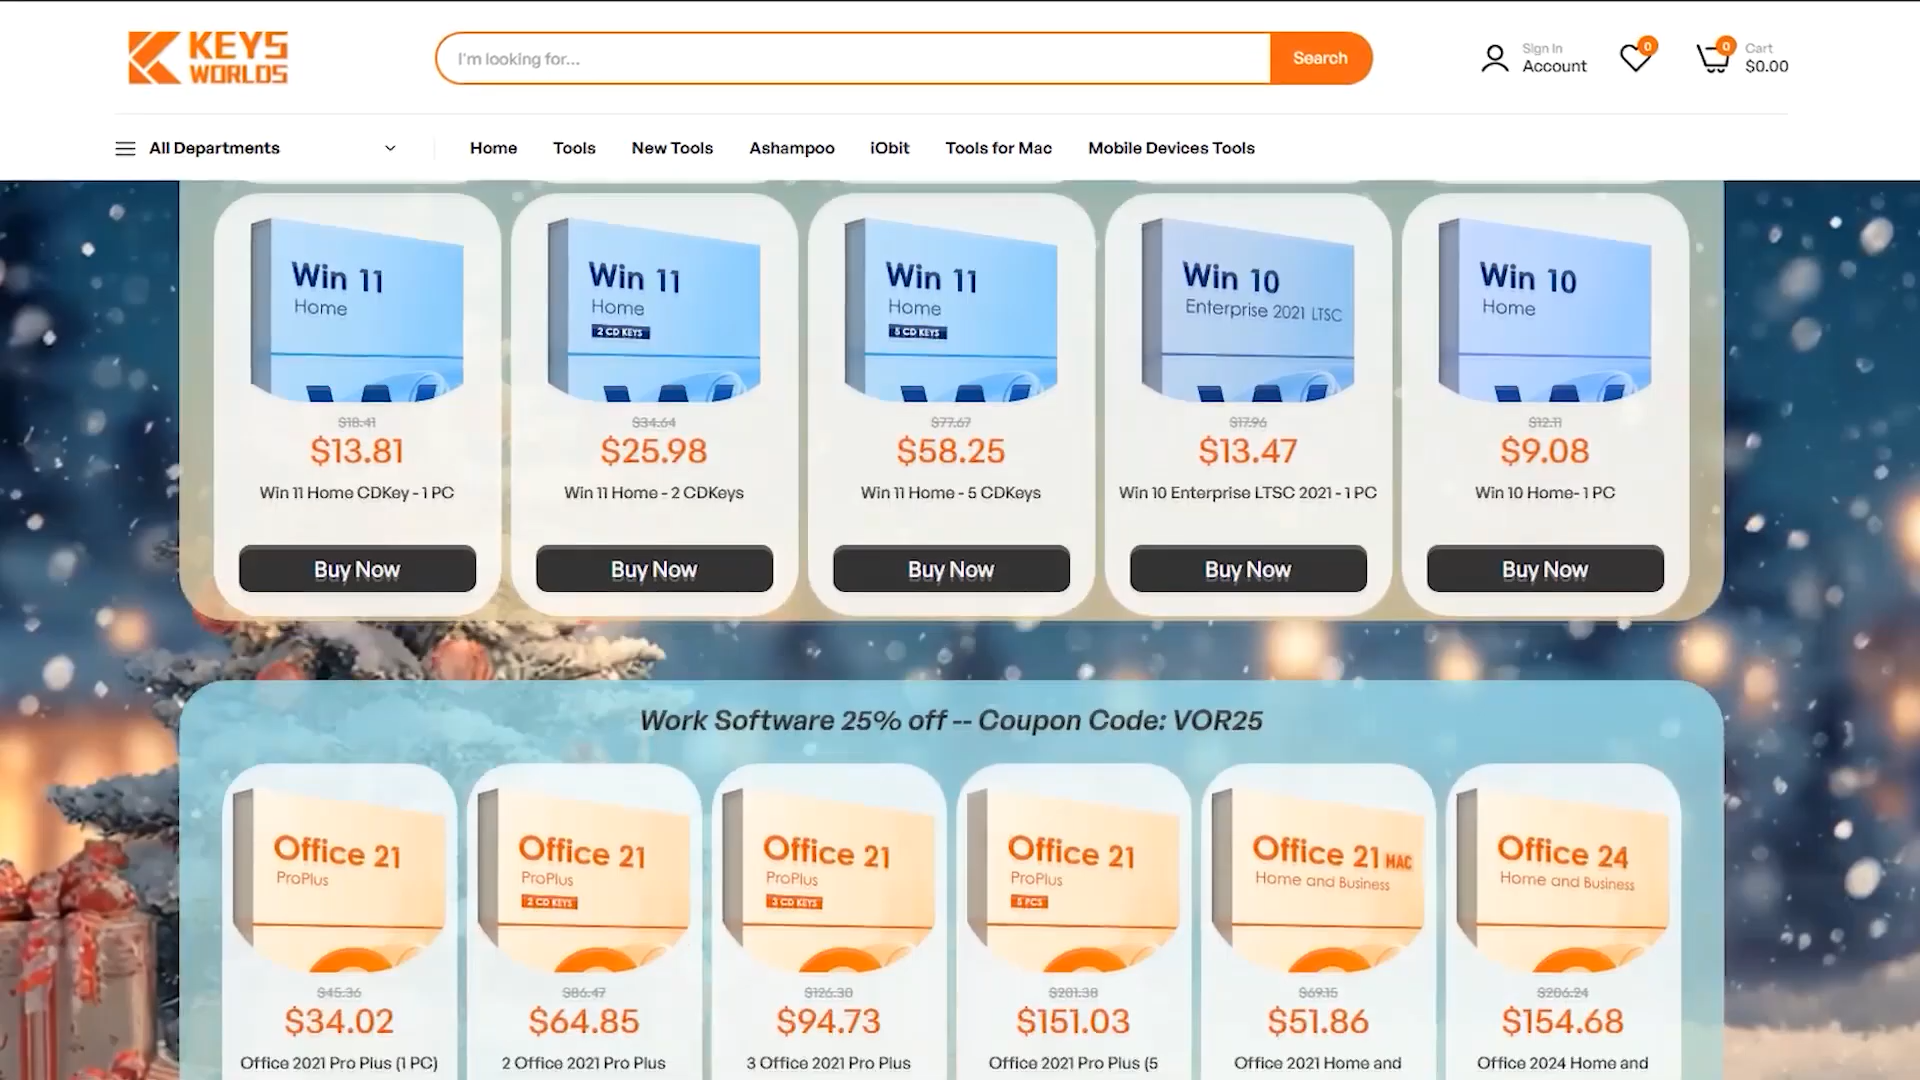 KEYS
WORLDS
I'm looking for...
Search
Sign In
Account
0
0
Cart
$0.00
All Departments
Home
Tools
New Tools
Ashampoo
iObit
Tools for Mac
Mobile Devices Tools
Win 11
Home
$18.41
$13.81
Win 11 Home CDKey - 1 PC
Buy Now
Win 11
Home
2 CD KEYS
$34.64
$25.98
Win 11 Home - 2 CDKeys
Buy Now
Win 11
Home
5 CD KEYS
$77.67
$58.25
Win 11 Home - 5 CDKeys
Buy Now
Win 10
Enterprise 2021 LTSC
$17.96
$13.47
Win 10 Enterprise LTSC 2021 - 1 PC
Buy Now
Win 10
Home
$12.11
$9.08
Win 10 Home- 1 PC
Buy Now
Work Software 25% off -- Coupon Code: VOR25
Office 21
ProPlus
$45.36
$34.02
Office 2021 Pro Plus (1 PC)
Office 21
ProPlus
2 CD KEYS
$86.47
$64.85
2 Office 2021 Pro Plus
Office 21
ProPlus
3 CD KEYS
$126.30
$94.73
3 Office 2021 Pro Plus
Office 21
ProPlus
5 PCS
$201.38
$151.03
Office 2021 Pro Plus (5
Office 21 MAC
Home and Business
$69.15
$51.86
Office 2021 Home and
Office 24
Home and Business
$206.24
$154.68
Office 2024 Home and